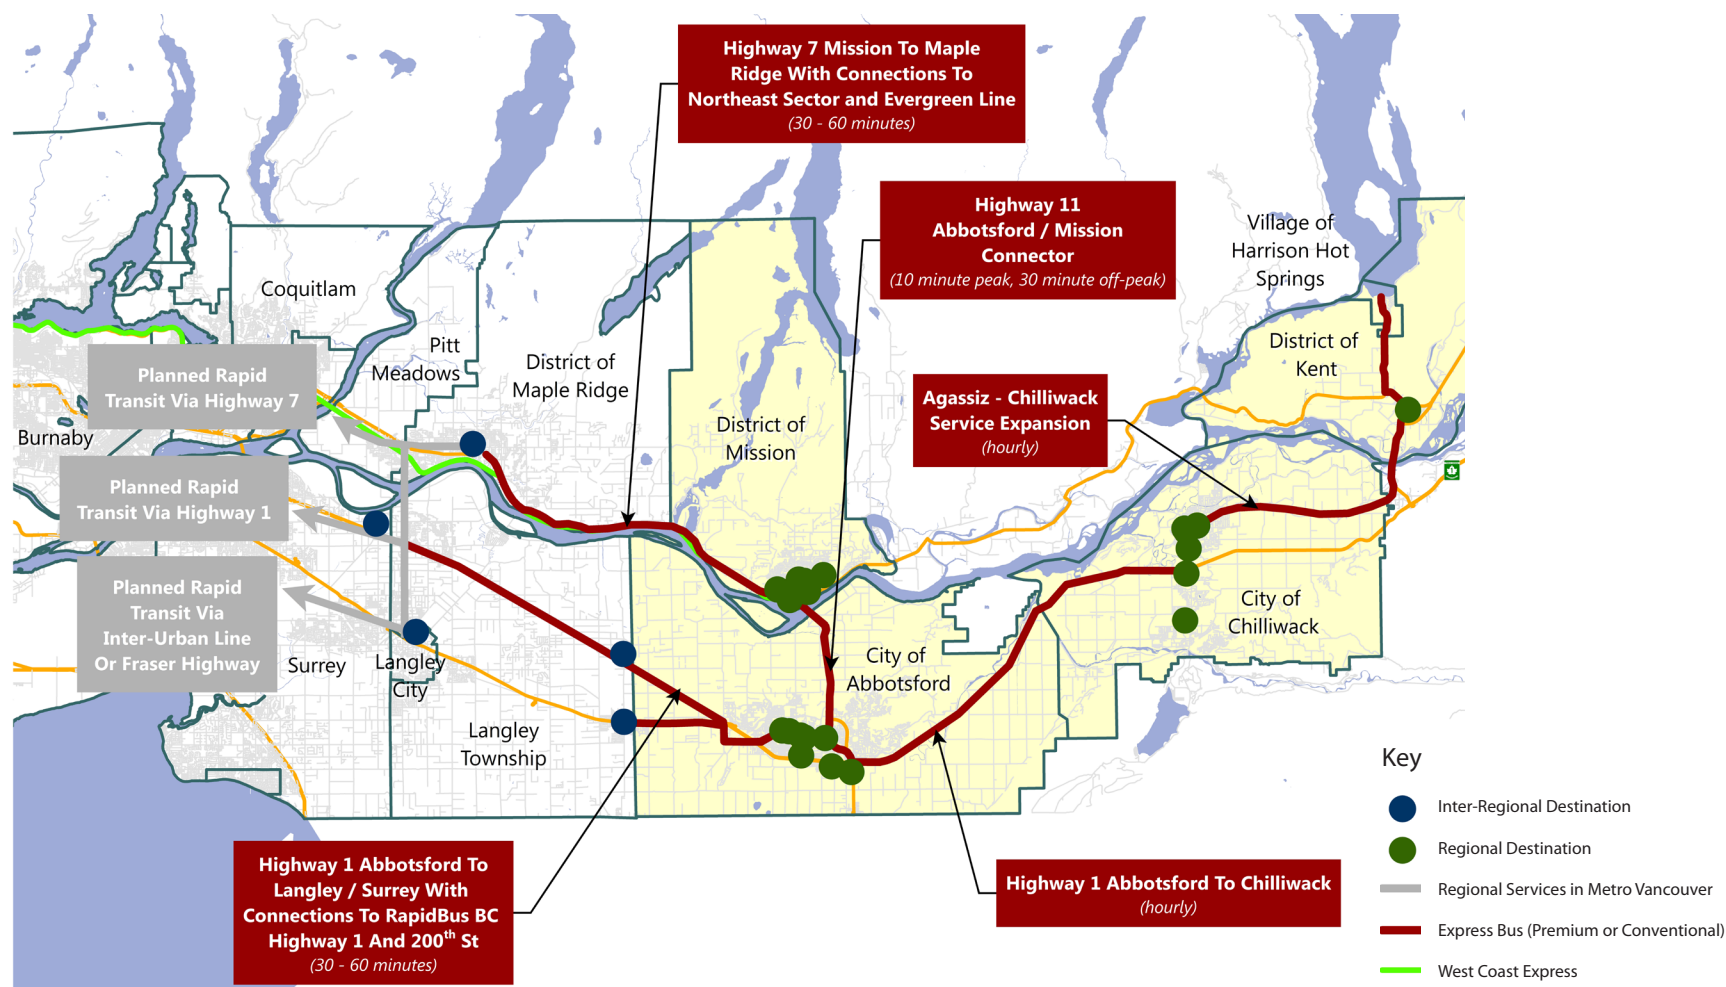 Highway 7 Mission To Maple
Ridge With Connections To
Northeast Sector and Evergreen Line
(30 - 60 minutes)
Highway 11
Abbotsford / Mission
Connector
(10 minute peak, 30 minute off-peak)
Village of
Harrison Hot
Springs
Coquitlam
Pitt
Meadows
District of
Maple Ridge
District of
Kent
Planned Rapid
Transit Via Highway 7
Agassiz - Chilliwack
Service Expansion
(hourly)
Burnaby
District of
Mission
1
Planned Rapid
Transit Via Highway 1
Planned Rapid
Transit Via
Inter-Urban Line
Or Fraser Highway
City of
Chilliwack
Surrey
Langley
City
City of
Abbotsford
Langley
Township
Highway 1 Abbotsford To
Langley / Surrey With
Connections To RapidBus BC
Highway 1 And 200th St
(30 - 60 minutes)
Highway 1 Abbotsford To Chilliwack
(hourly)
Key
Inter-Regional Destination
Regional Destination
Regional Services in Metro Vancouver
Express Bus (Premium or Conventional)
West Coast Express